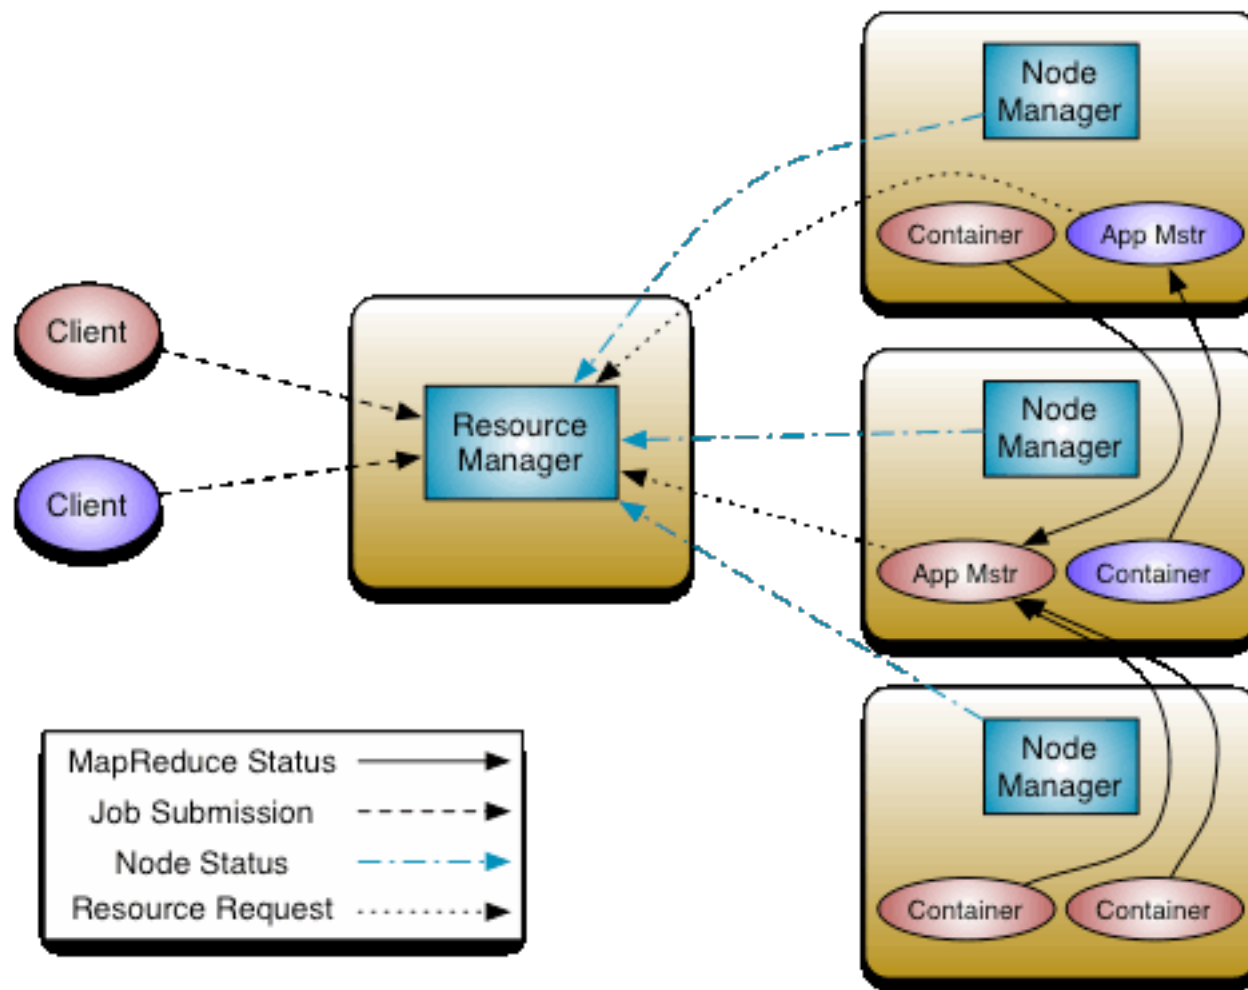 Node
Manager
Container
App Mstr
Client
Resource
Manager
Client
Node
Manager
App Mstr
Container
MapReduce Status
Job Submission
Node Status
Resource Request
Node
Manager
Container
Container